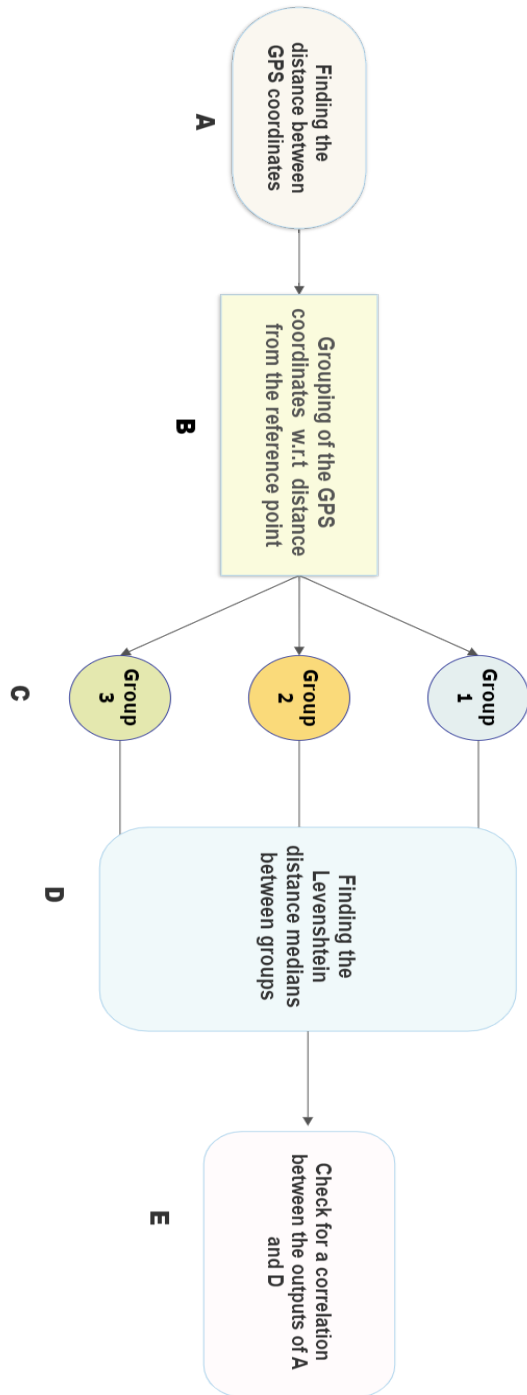 Finding the
distance between
GPS coordinates
A
Grouping of the GPS
coordinates w.r.t distance
from the reference point
B
Group
1
Group
2
Group
3
C
Finding the
Levenshtein
distance medians
between groups
D
Check for a correlation
between the outputs of A
and D
E